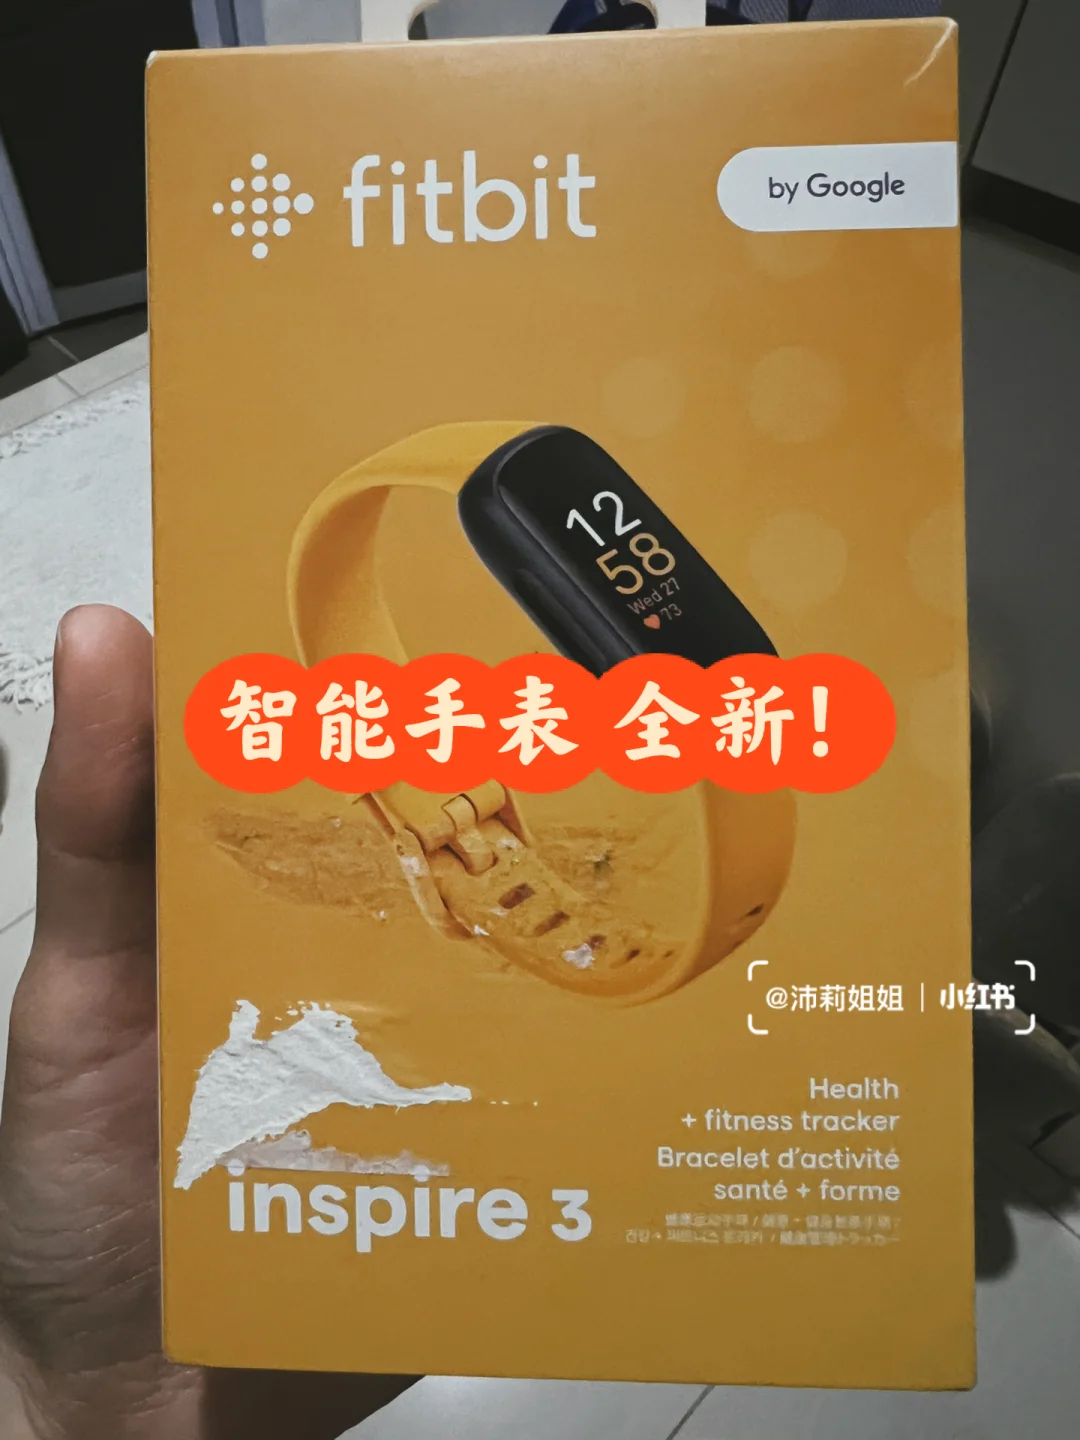 fitbit
by Google
12
58
Wed 27
73
智能手表 全新!
@沛莉姐姐 | 小红书
Health
+ fitness tracker
Bracelet d'activité
santé + forme
inspire 3